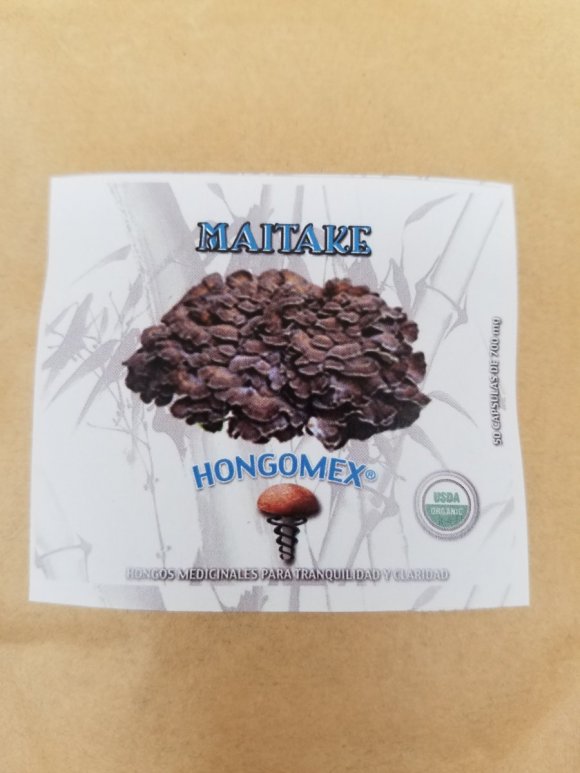 MAITAKE
50 CAPSULAS DE 700 mg
HONGOMEX®
USDA
ORGANIC
HONGOS MEDICINALES PARA TRANQUILIDAD Y CLARIDAD